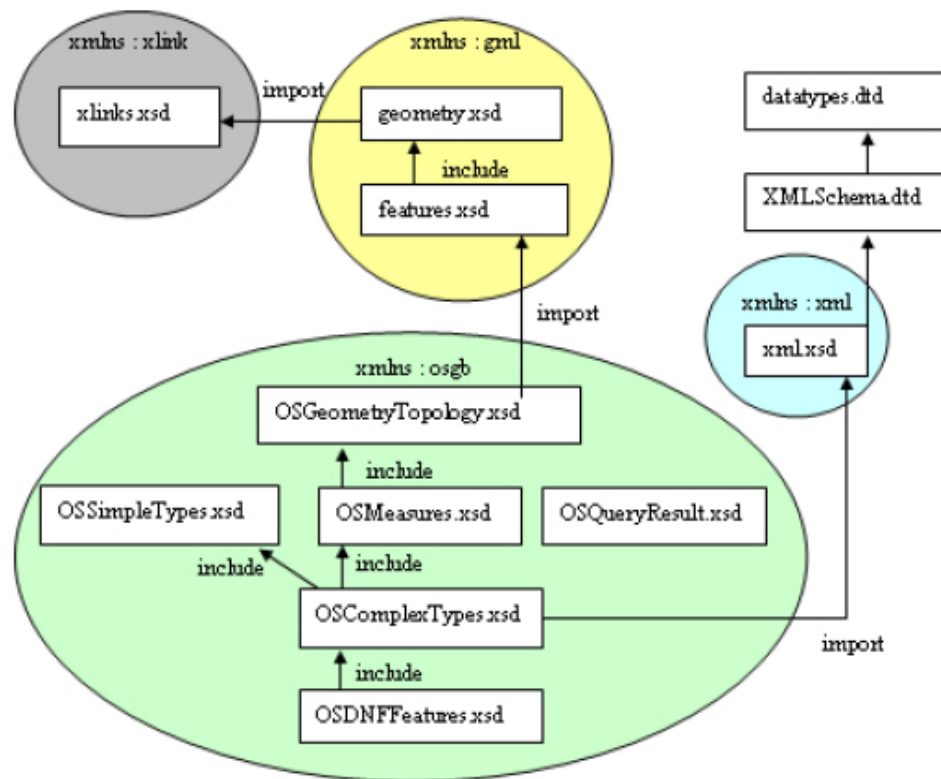 xmlns : xlink
xmlns : gml
import
xlinks.xsd
geometry.xsd
datatypes.dtd
include
features.xsd
XMLSchema.dtd
import
xmlns : xml
xml.xsd
xmlns : osgb
OSGeometryTopology.xsd
include
OSSimpleTypes.xsd
OSMeasures.xsd
OSQueryResult.xsd
include
include
OSComplexTypes.xsd
import
include
OSDNFFeatures.xsd